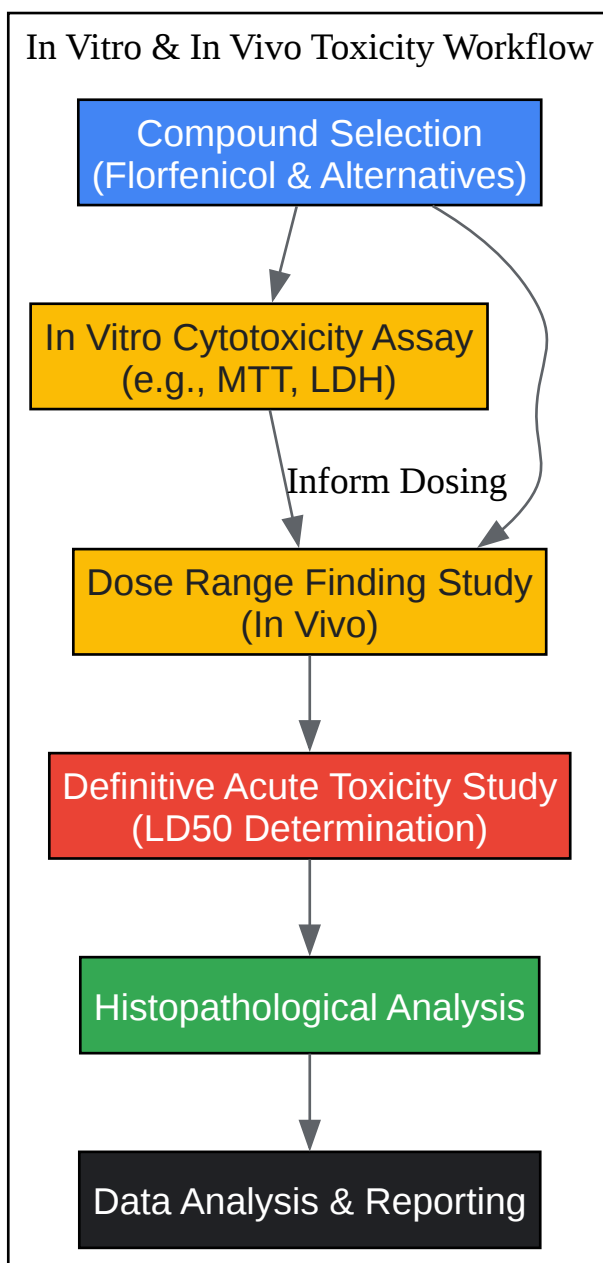 In Vitro & In Vivo Toxicity Workflow
Compound Selection
(Florfenicol & Alternatives)
In Vitro Cytotoxicity Assay
(e.g., MTT, LDH)
Inform Dosing
Dose Range Finding Study
(In Vivo)
Definitive Acute Toxicity Study
(LD50 Determination)
Histopathological Analysis
Data Analysis & Reporting